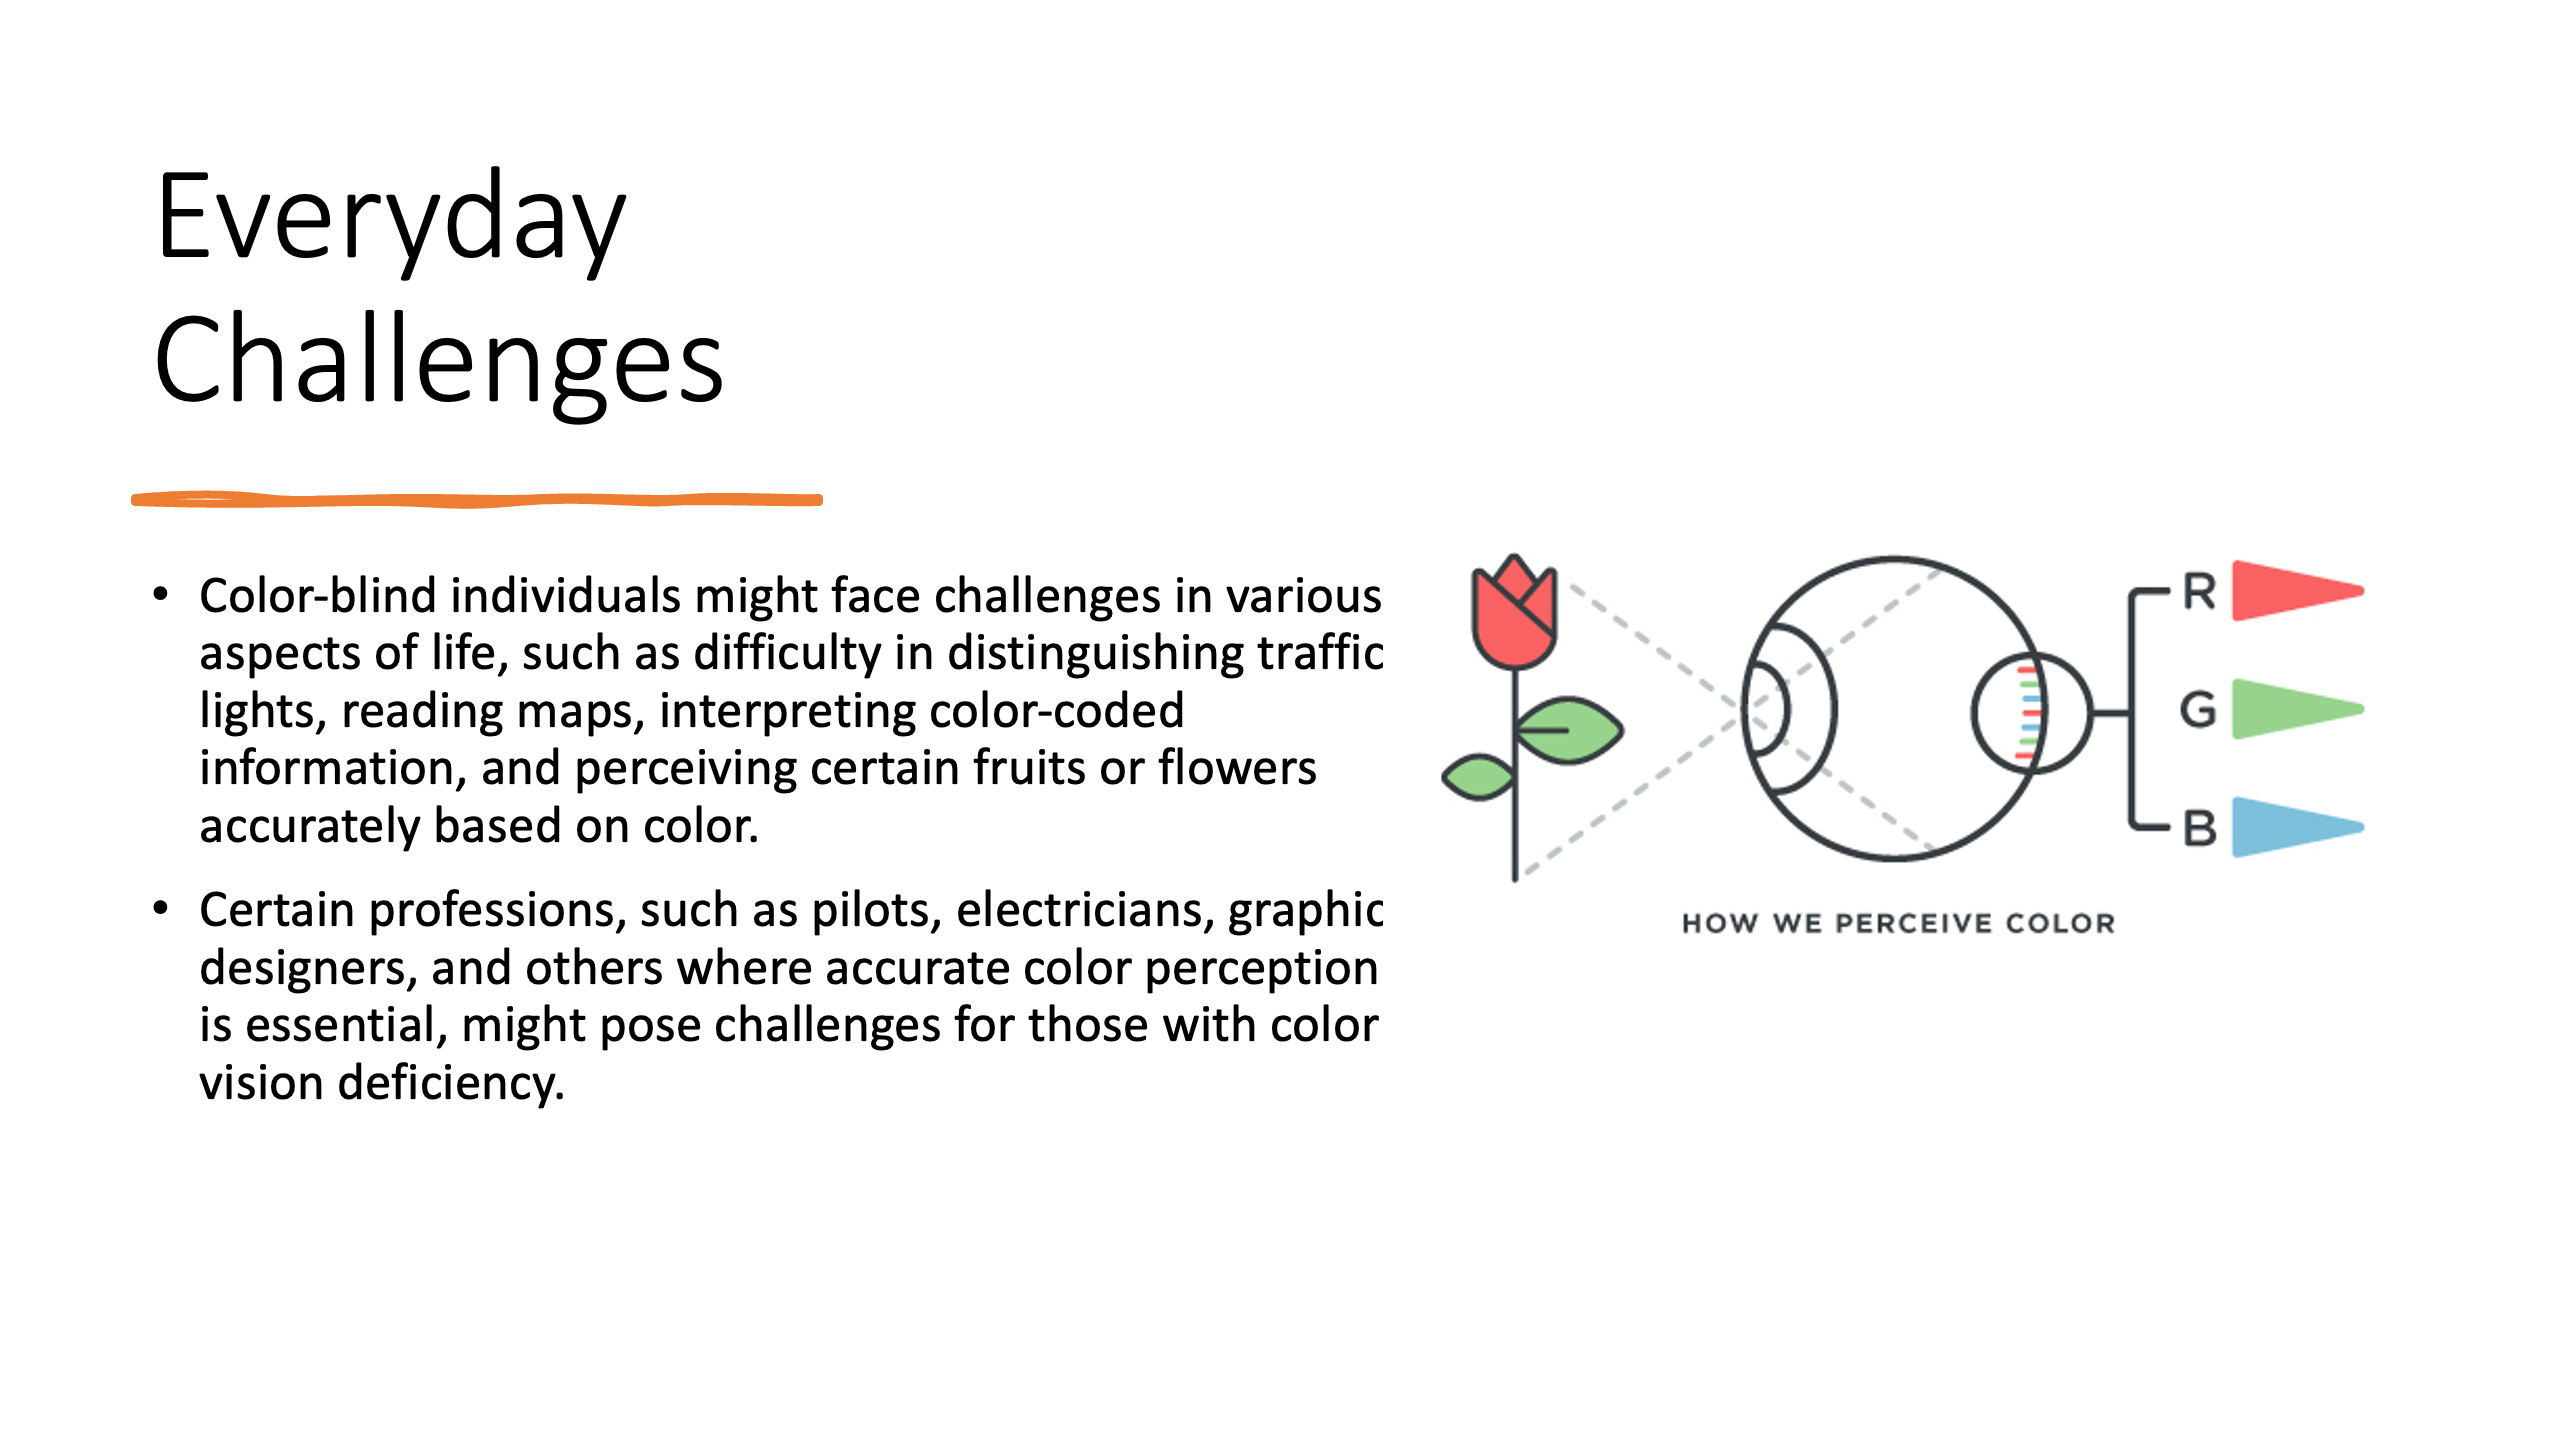 Everyday
Challenges
• Color-blind individuals might face challenges in various
aspects of life, such as difficulty in distinguishing traffic
lights, reading maps, interpreting color-coded
information, and perceiving certain fruits or flowers
accurately based on color.
• Certain professions, such as pilots, electricians, graphic
designers, and others where accurate color perception
is essential, might pose challenges for those with color
vision deficiency.
R
G
B
HOW WE PERCEIVE COLOR